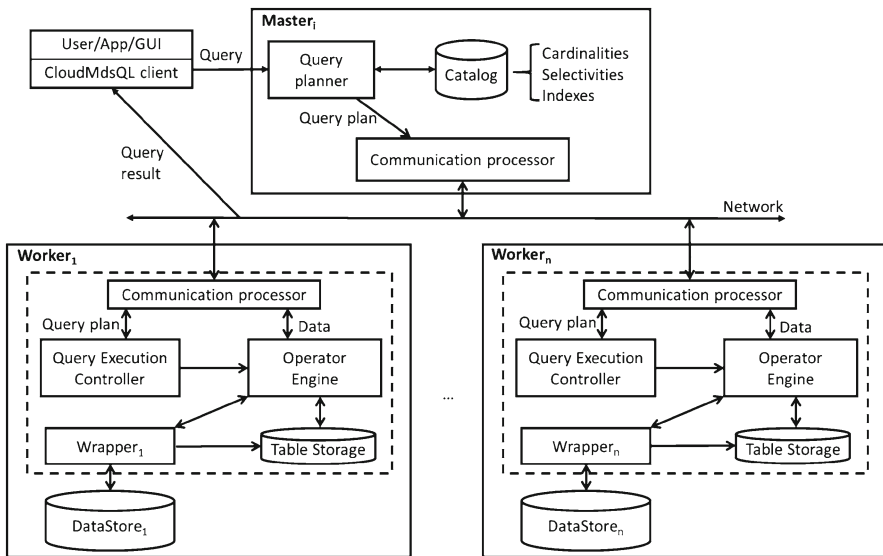 User/App/GUI
CloudMdsQL client
Query
Master_i
Query
planner
Catalog
Cardinalities
Selectivities
Indexes
Query plan
Communication processor
Query
result
Network
Worker_1
Communication processor
Query plan
Data
Query Execution
Controller
Operator
Engine
Wrapper_1
Table Storage
DataStore_1
...
Worker_n
Communication processor
Query plan
Data
Query Execution
Controller
Operator
Engine
Wrapper_n
Table Storage
DataStore_n